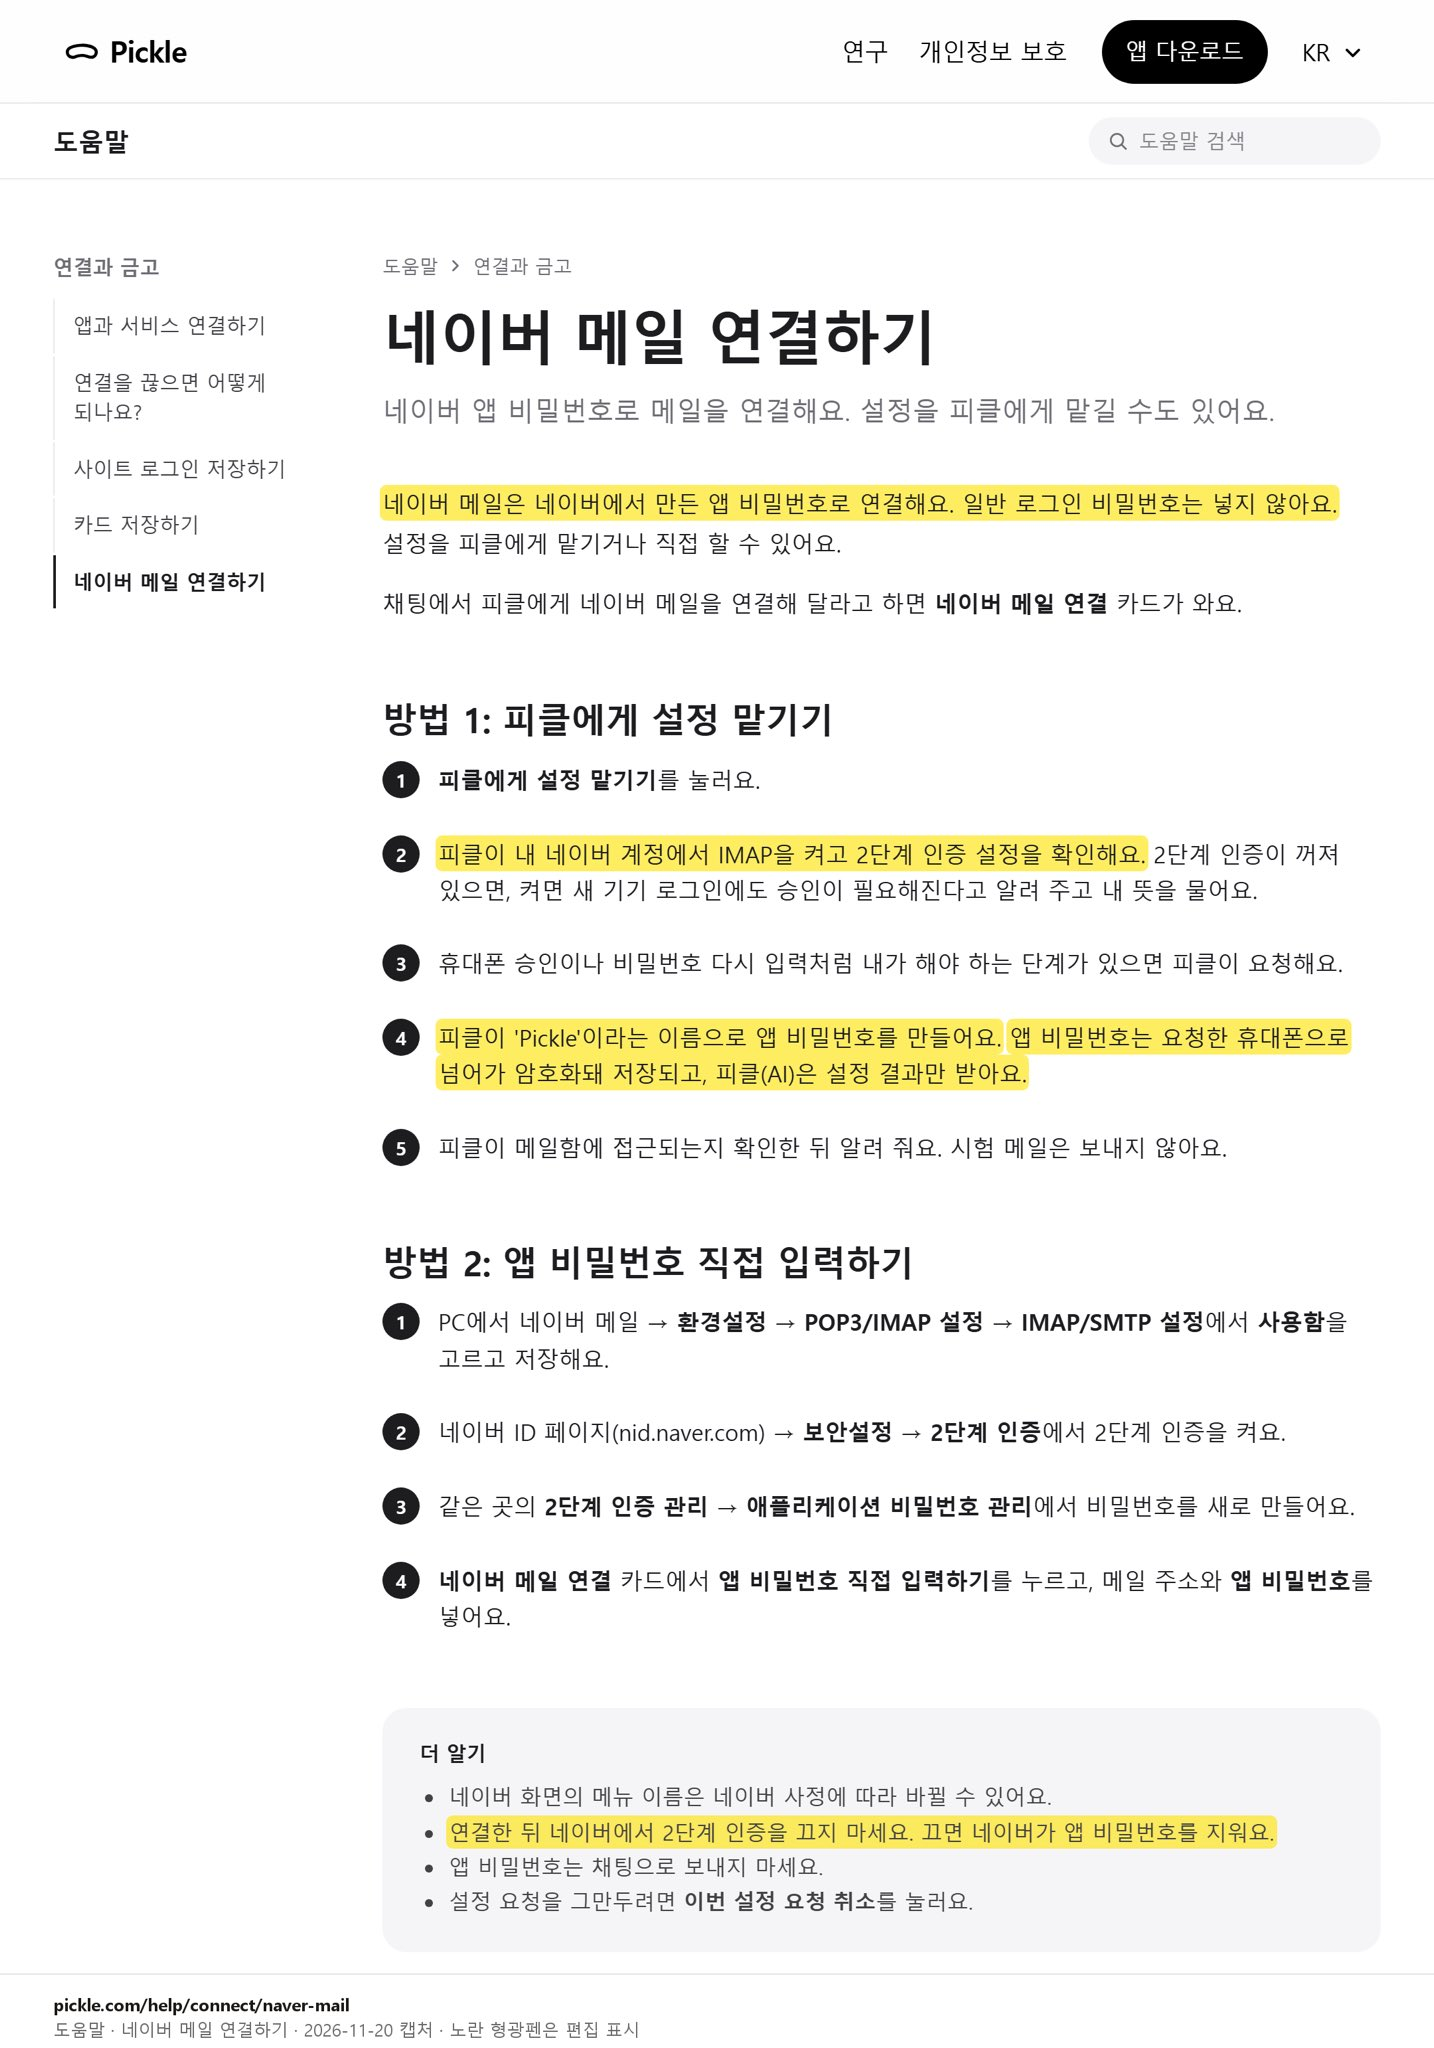 Pickle
연구
개인정보 보호
앱 다운로드
KR
도움말
도움말 검색
연결과 금고
앱과 서비스 연결하기
연결을 끊으면 어떻게
되나요?
사이트 로그인 저장하기
카드 저장하기
네이버 메일 연결하기
도움말 > 연결과 금고
네이버 메일 연결하기
네이버 앱 비밀번호로 메일을 연결해요. 설정을 피클에게 맡길 수도 있어요.
네이버 메일은 네이버에서 만든 앱 비밀번호로 연결해요. 일반 로그인 비밀번호는 넣지 않아요.
설정을 피클에게 맡기거나 직접 할 수 있어요.
채팅에서 피클에게 네이버 메일을 연결해 달라고 하면 네이버 메일 연결 카드가 와요.
방법 1: 피클에게 설정 맡기기
1 피클에게 설정 맡기기를 눌러요.
2 피클이 내 네이버 계정에서 IMAP을 켜고 2단계 인증 설정을 확인해요. 2단계 인증이 꺼져
있으면, 켜면 새 기기 로그인에도 승인이 필요해진다고 알려 주고 내 뜻을 물어요.
3 휴대폰 승인이나 비밀번호 다시 입력처럼 내가 해야 하는 단계가 있으면 피클이 요청해요.
4 피클이 'Pickle'이라는 이름으로 앱 비밀번호를 만들어요. 앱 비밀번호는 요청한 휴대폰으로
넘어가 암호화돼 저장되고, 피클(AI)은 설정 결과만 받아요.
5 피클이 메일함에 접근되는지 확인한 뒤 알려 줘요. 시험 메일은 보내지 않아요.
방법 2: 앱 비밀번호 직접 입력하기
1 PC에서 네이버 메일 → 환경설정 → POP3/IMAP 설정 → IMAP/SMTP 설정에서 사용함을
고르고 저장해요.
2 네이버 ID 페이지(nid.naver.com) → 보안설정 → 2단계 인증에서 2단계 인증을 켜요.
3 같은 곳의 2단계 인증 관리 → 애플리케이션 비밀번호 관리에서 비밀번호를 새로 만들어요.
4 네이버 메일 연결 카드에서 앱 비밀번호 직접 입력하기를 누르고, 메일 주소와 앱 비밀번호를
넣어요.
더 알기
• 네이버 화면의 메뉴 이름은 네이버 사정에 따라 바뀔 수 있어요.
• 연결한 뒤 네이버에서 2단계 인증을 끄지 마세요. 끄면 네이버가 앱 비밀번호를 지워요.
• 앱 비밀번호는 채팅으로 보내지 마세요.
• 설정 요청을 그만두려면 이번 설정 요청 취소를 눌러요.
pickle.com/help/connect/naver-mail
도움말 · 네이버 메일 연결하기 · 2026-11-20 캡처 · 노란 형광펜은 편집 표시